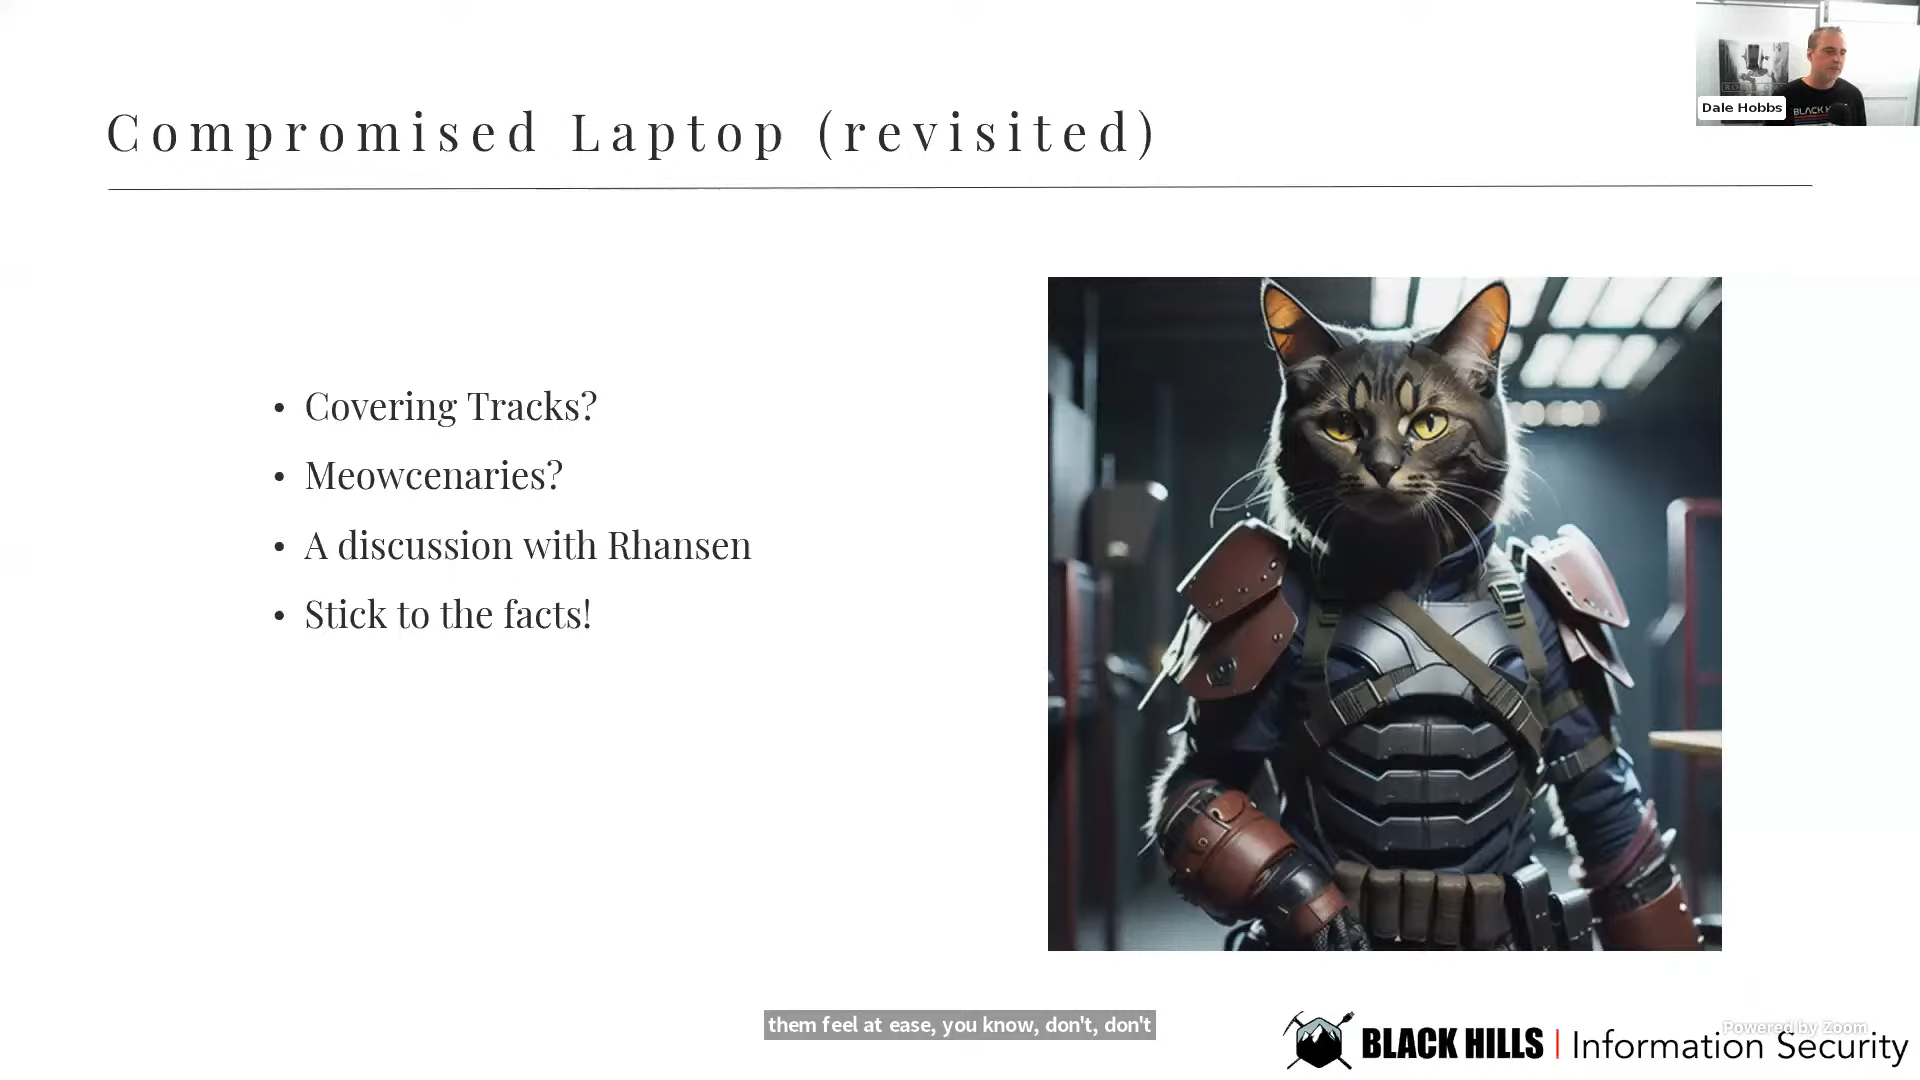 Compromised Laptop (revisited)
Dale Hobbs
• Covering Tracks?
• Meowcenaries?
• A discussion with Rhansen
• Stick to the facts!
them feel at ease, you know, don't, don't
Powered by Zoom
BLACK HILLS | Information Security